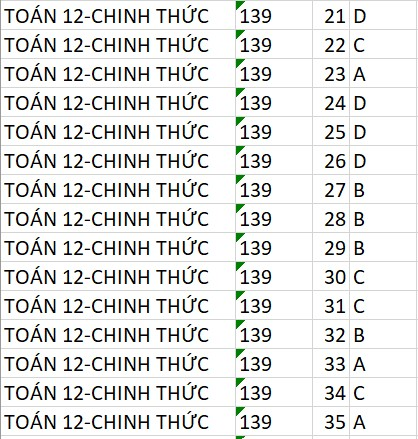 TOÁN 12-CHINH THỨC 139 21 D
TOÁN 12-CHINH THỨC 139 22 C
TOÁN 12-CHINH THỨC 139 23 A
TOÁN 12-CHINH THỨC 139 24 D
TOÁN 12-CHINH THỨC 139 25 D
TOÁN 12-CHINH THỨC 139 26 D
TOÁN 12-CHINH THỨC 139 27 B
TOÁN 12-CHINH THỨC 139 28 B
TOÁN 12-CHINH THỨC 139 29 B
TOÁN 12-CHINH THỨC 139 30 C
TOÁN 12-CHINH THỨC 139 31 C
TOÁN 12-CHINH THỨC 139 32 B
TOÁN 12-CHINH THỨC 139 33 A
TOÁN 12-CHINH THỨC 139 34 C
TOÁN 12-CHINH THỨC 139 35 A